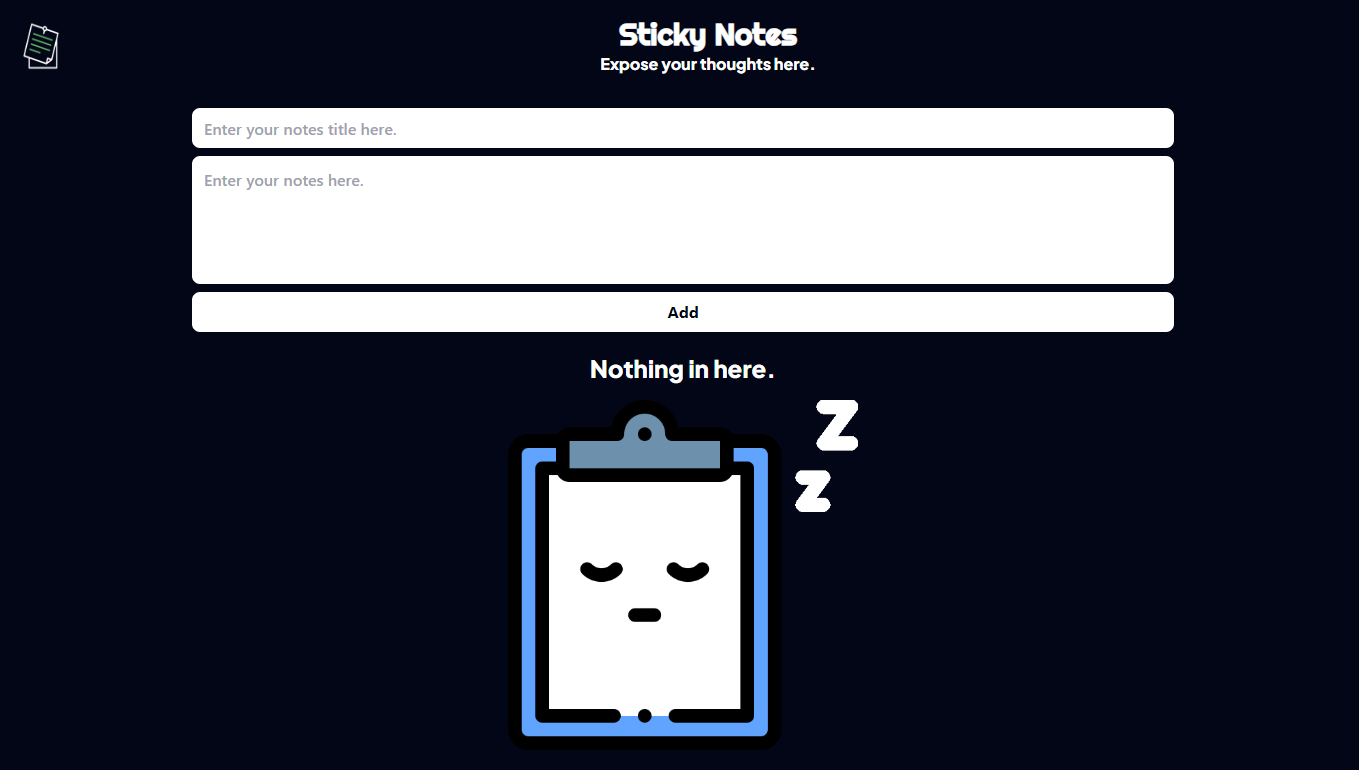 Sticky Notes
Expose your thoughts here.
Enter your notes title here.
Enter your notes here.
Add
Nothing in here.
Z
Z